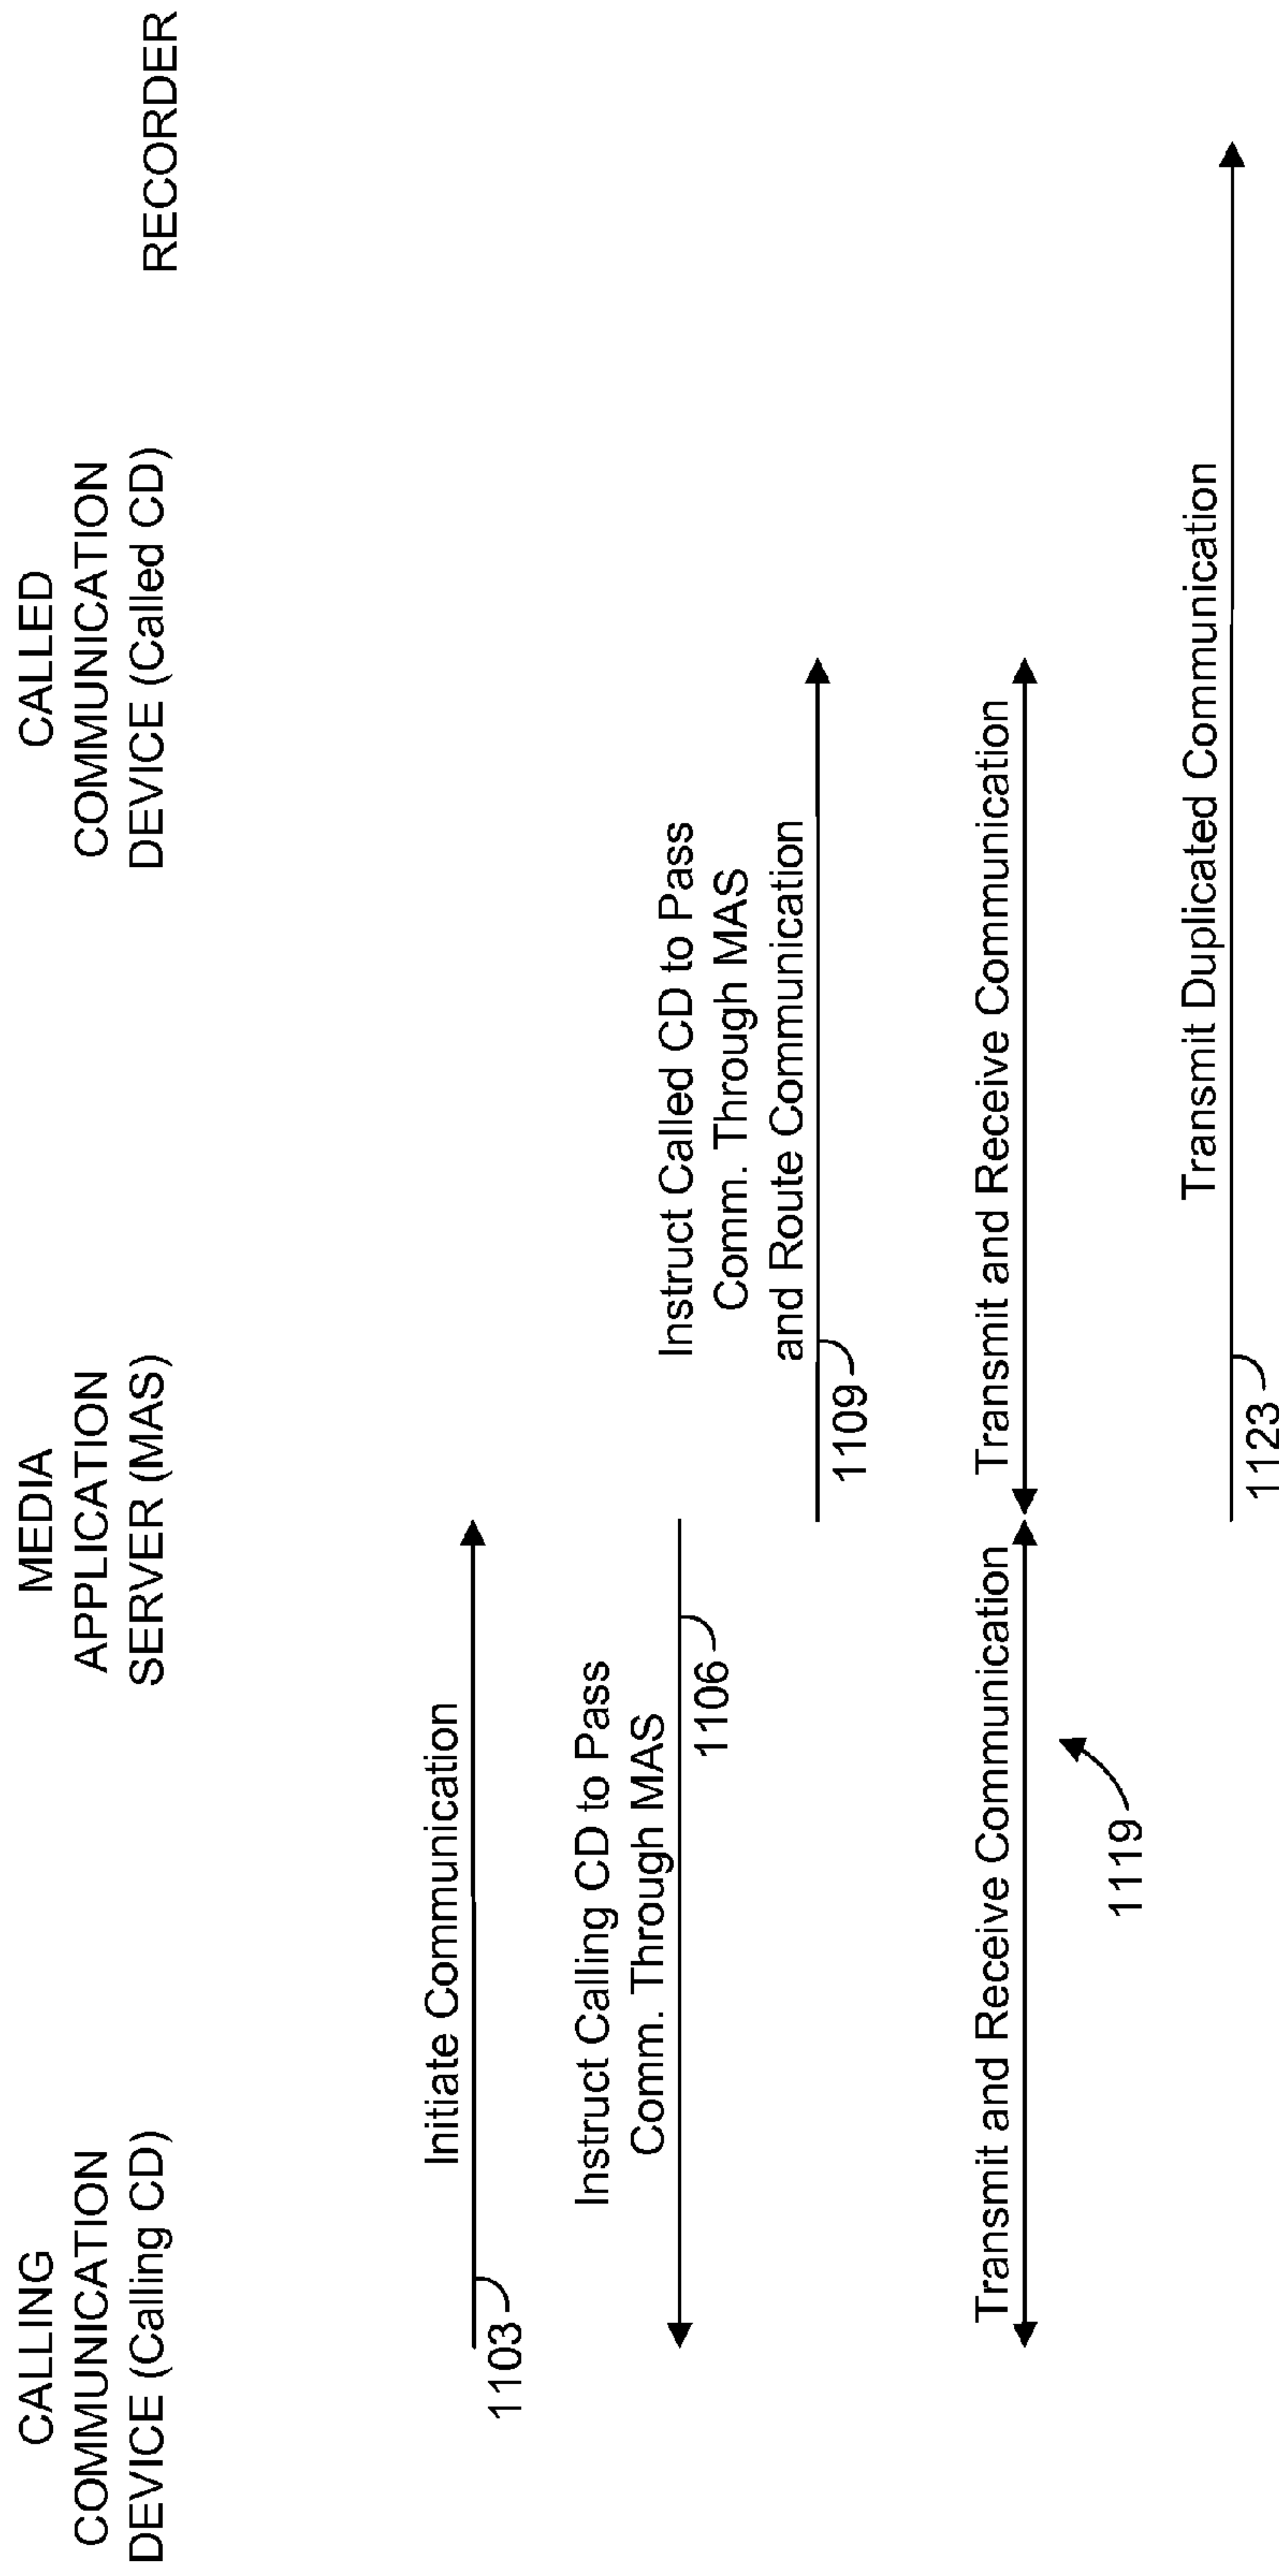 CALLING
COMMUNICATION
DEVICE (Calling CD)
MEDIA
APPLICATION
SERVER (MAS)
CALLED
COMMUNICATION
DEVICE (Called CD)
RECORDER
Initiate Communication
1103
Instruct Calling CD to Pass
Comm. Through MAS
1106
Instruct Called CD to Pass
Comm. Through MAS
and Route Communication
1109
Transmit and Receive Communication
Transmit and Receive Communication
1119
Transmit Duplicated Communication
1123